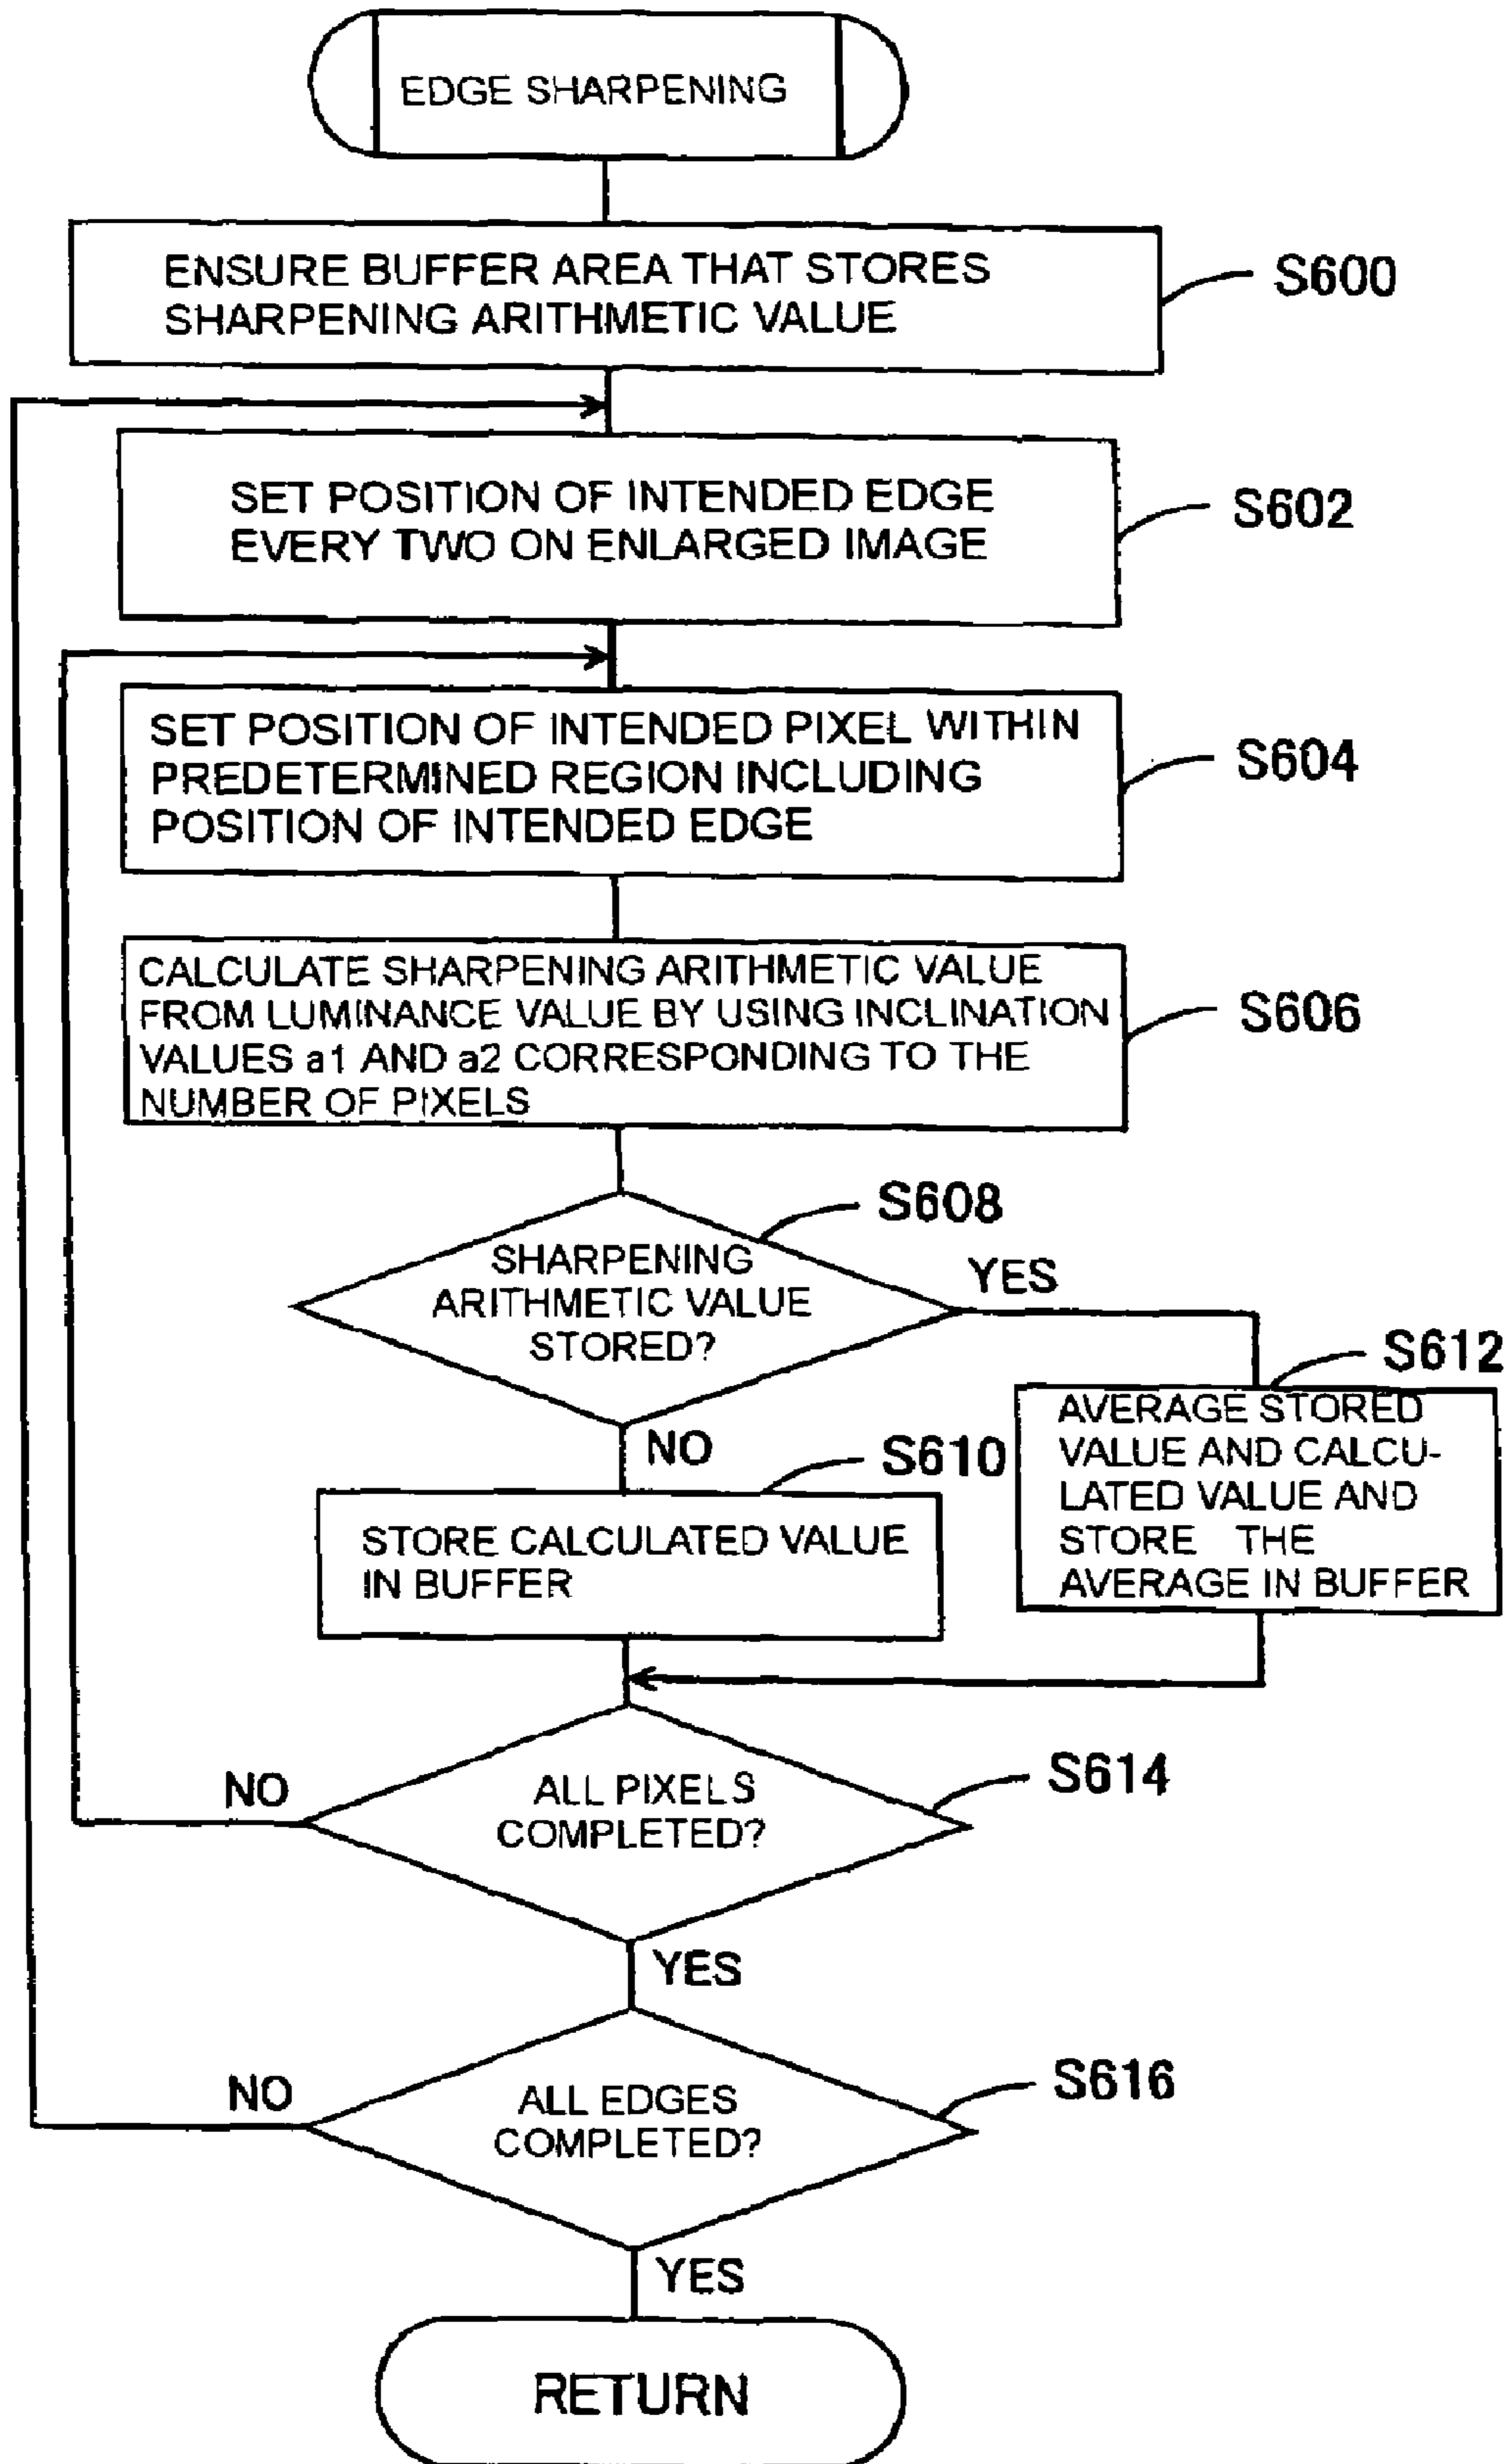 EDGE SHARPENING
ENSURE BUFFER AREA THAT STORES
SHARPENING ARITHMETIC VALUE
S600
SET POSITION OF INTENDED EDGE
EVERY TWO ON ENLARGED IMAGE
S602
SET POSITION OF INTENDED PIXEL WITHIN
PREDETERMINED REGION INCLUDING
POSITION OF INTENDED EDGE
S604
CALCULATE SHARPENING ARITHMETIC VALUE
FROM LUMINANCE VALUE BY USING INCLINATION
VALUES a1 AND a2 CORRESPONDING TO THE
NUMBER OF PIXELS
S606
S608
SHARPENING
ARITHMETIC VALUE
STORED?
YES
NO
S612
AVERAGE STORED
VALUE AND CALCU-
LATED VALUE AND
STORE THE
AVERAGE IN BUFFER
S610
STORE CALCULATED VALUE
IN BUFFER
S614
ALL PIXELS
COMPLETED?
NO
YES
S616
ALL EDGES
COMPLETED?
NO
YES
RETURN